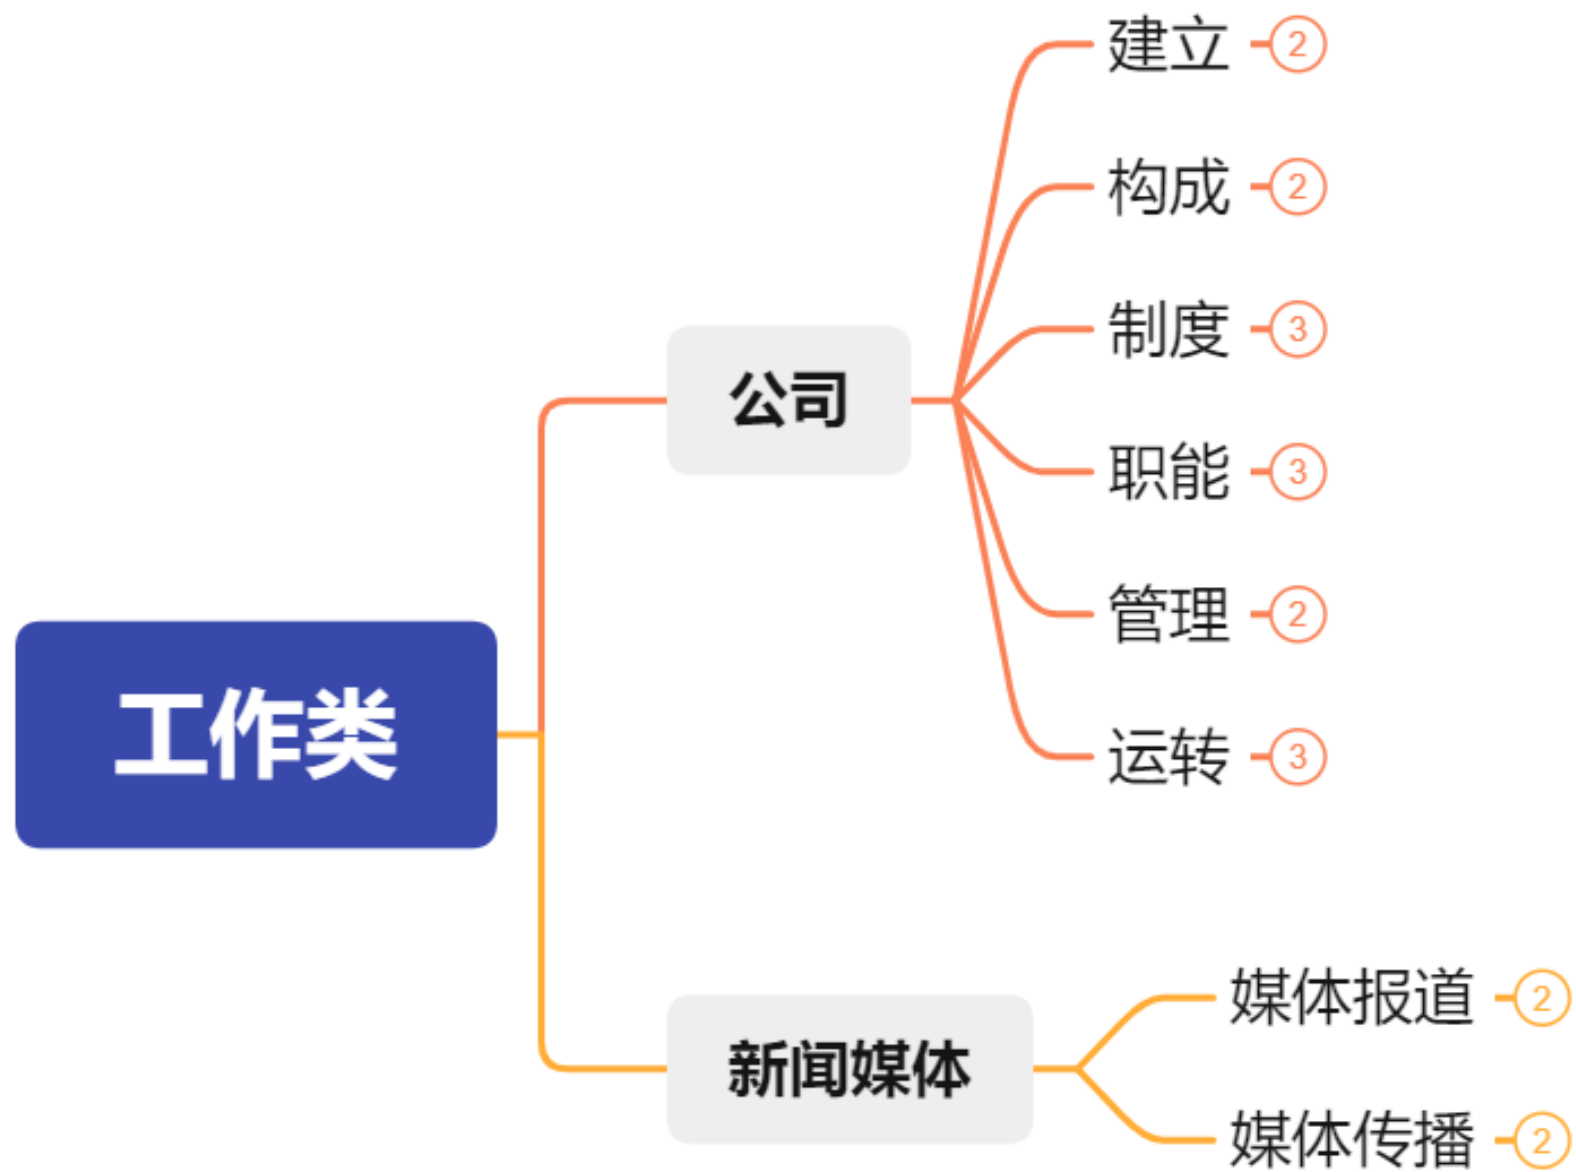 工作类
公司
建立 2
构成 2
制度 3
职能 3
管理 2
运转 3
新闻媒体
媒体报道 2
媒体传播 2